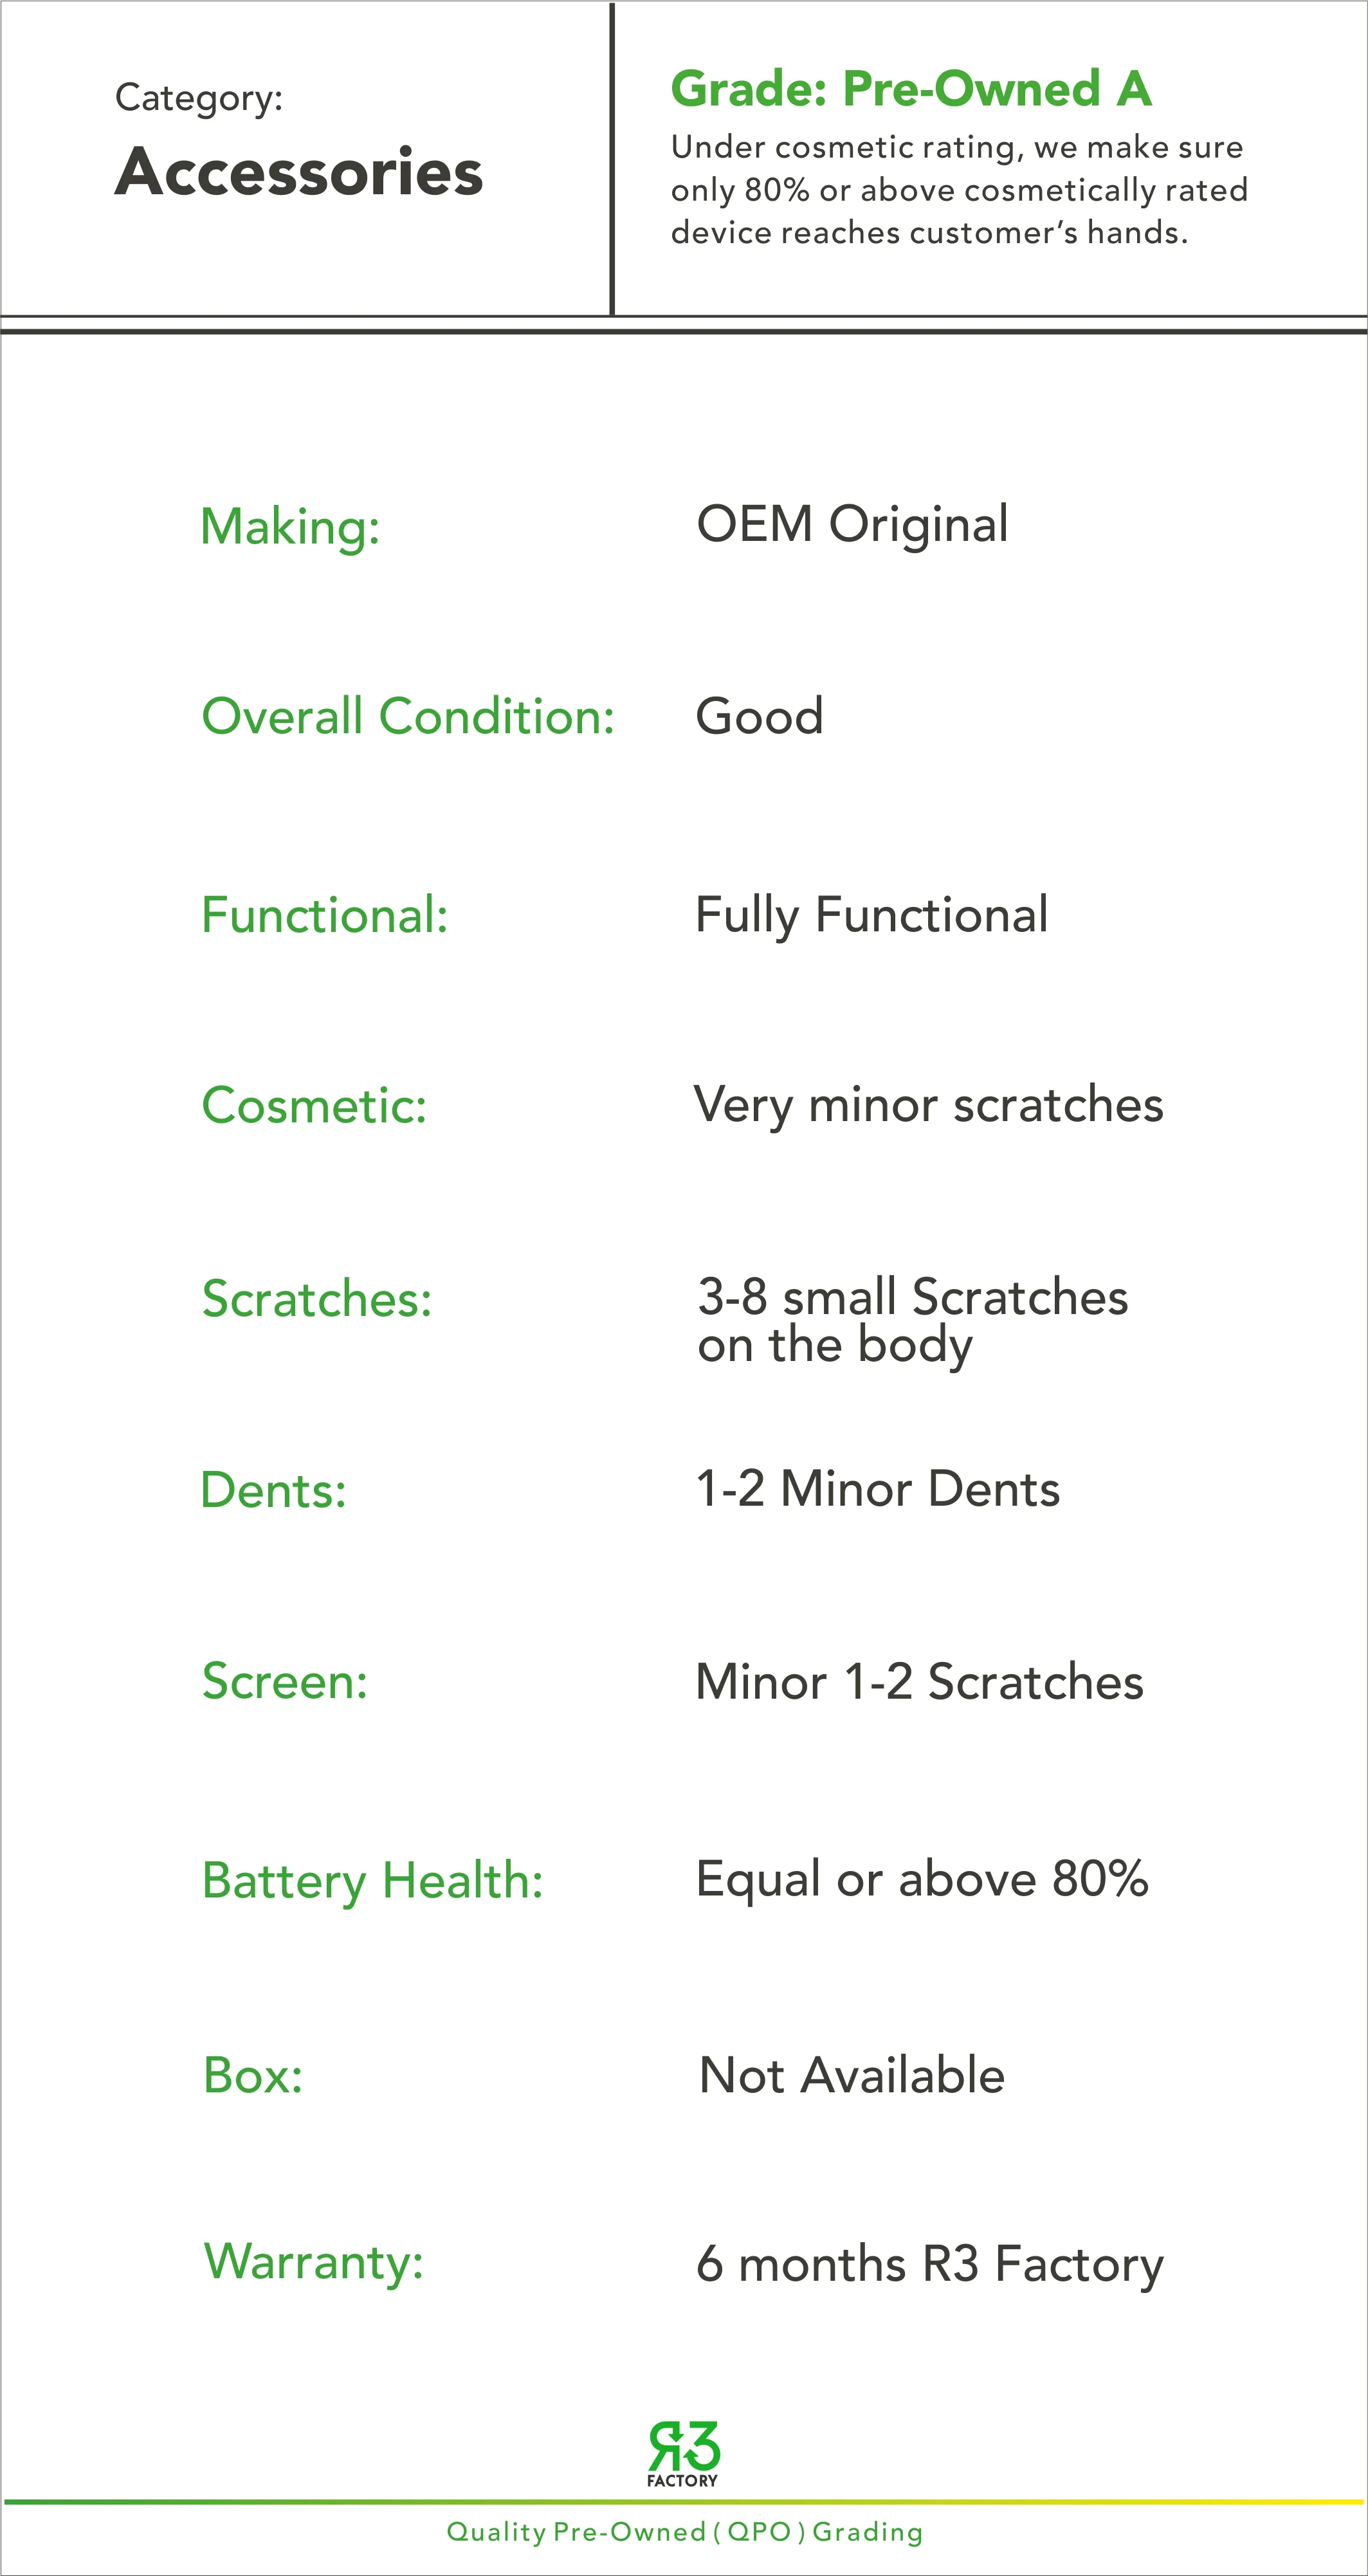 Category:
Accessories
Grade: Pre-Owned A
Under cosmetic rating, we make sure
only 80% or above cosmetically rated
device reaches customer’s hands.
Making: OEM Original
Overall Condition: Good
Functional: Fully Functional
Cosmetic: Very minor scratches
Scratches: 3-8 small Scratches
on the body
Dents: 1-2 Minor Dents
Screen: Minor 1-2 Scratches
Battery Health: Equal or above 80%
Box: Not Available
Warranty: 6 months R3 Factory
R3
FACTORY
Quality Pre-Owned ( QPO ) Grading